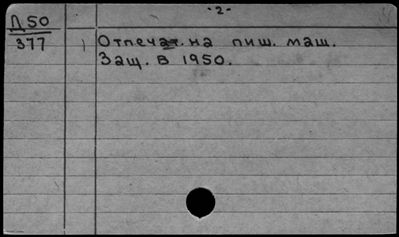 -2-
Д50
377
Отпечат. на пиш. маш.
Защ. в 1950.